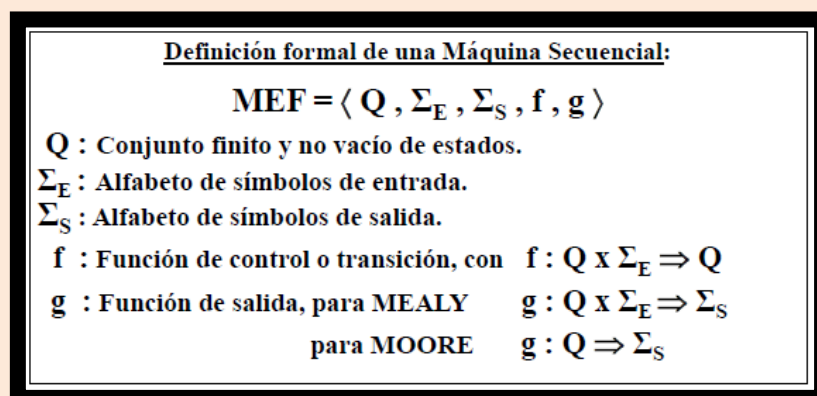 Definición formal de una Máquina Secuencial:
MEF = ⟨ Q , Σ_E , Σ_S , f , g ⟩
Q : Conjunto finito y no vacío de estados.
Σ_E : Alfabeto de símbolos de entrada.
Σ_S : Alfabeto de símbolos de salida.
f : Función de control o transición, con f : Q x Σ_E ⇒ Q
g : Función de salida, para MEALY g : Q x Σ_E ⇒ Σ_S
para MOORE g : Q ⇒ Σ_S